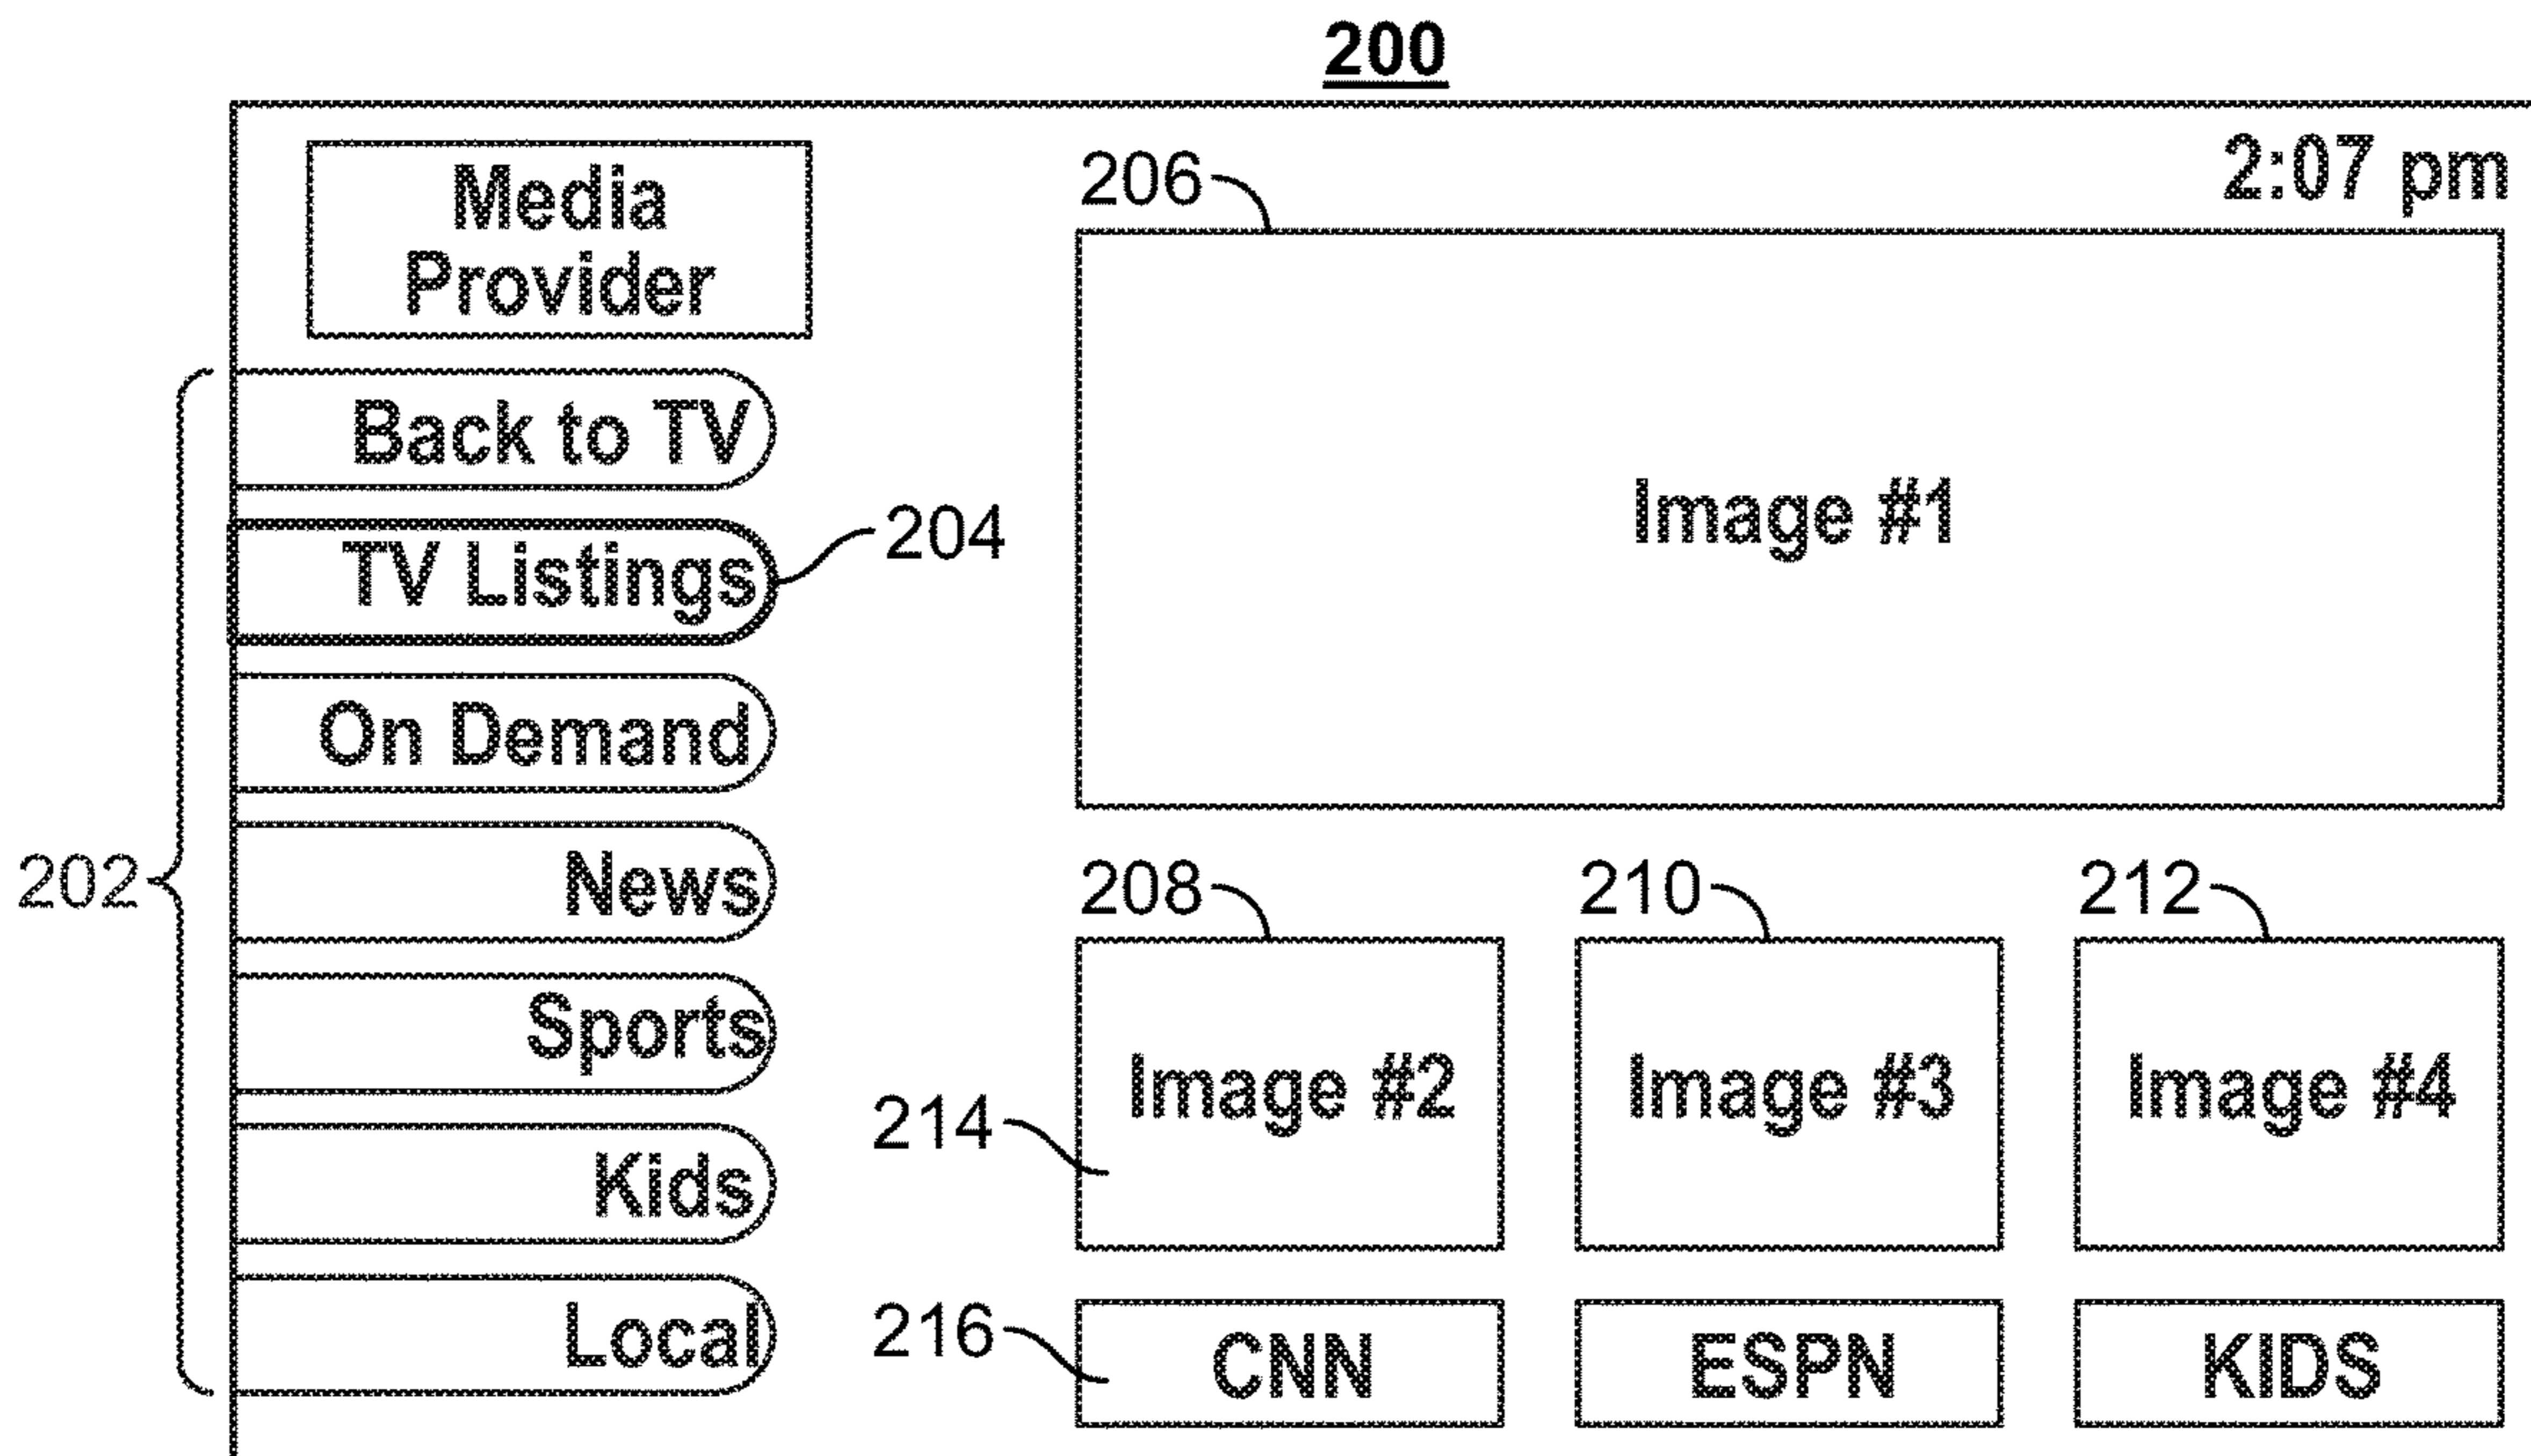 200
2:07 pm
Media
Provider
206
Back to TV
Image #1
TV Listings
204
On Demand
202
News
208
210
212
Sports
Image #2
Image #3
Image #4
214
Kids
Local
216
CNN
ESPN
KIDS